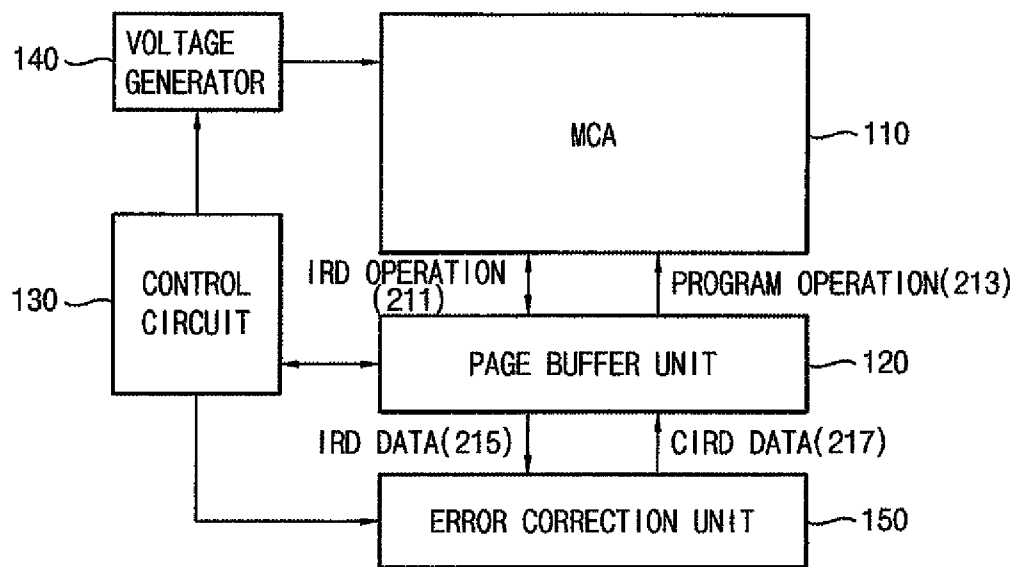 140
VOLTAGE
GENERATOR
MCA
110
130
CONTROL
CIRCUIT
IRD OPERATION
(211)
PROGRAM OPERATION(213)
PAGE BUFFER UNIT
120
IRD DATA(215)
CIRD DATA(217)
ERROR CORRECTION UNIT
150